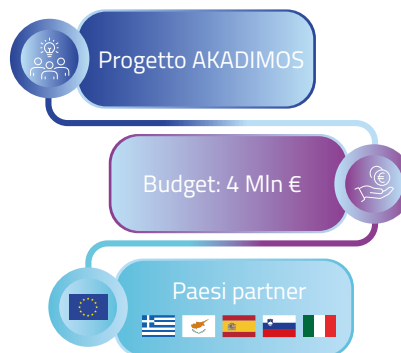 Progetto AKADIMOS
Budget: 4 Mln €
Paesi partner